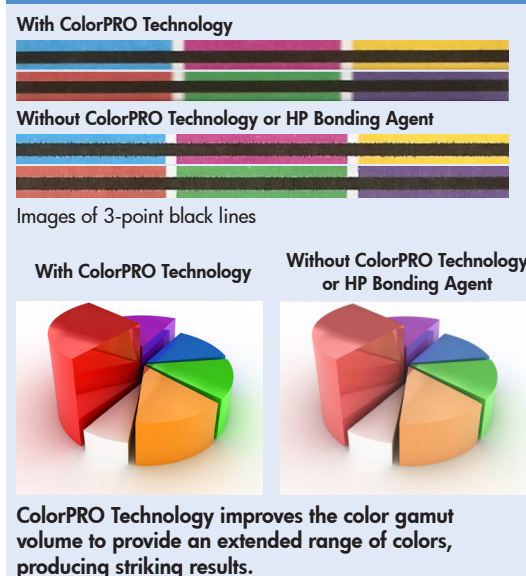 With ColorPRO Technology
Without ColorPRO Technology or HP Bonding Agent
Images of 3-point black lines
With ColorPRO Technology
Without ColorPRO Technology
or HP Bonding Agent
ColorPRO Technology improves the color gamut
volume to provide an extended range of colors,
producing striking results.